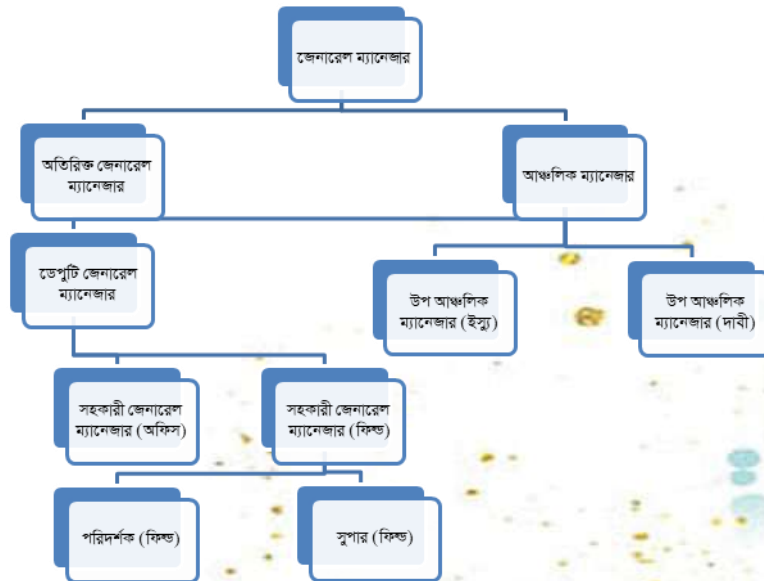 জেনারেল ম্যানেজার
অতিরিক্ত জেনারেল
ম্যানেজার
আঞ্চলিক ম্যানেজার
ডেপুটি জেনারেল
ম্যানেজার
উপ আঞ্চলিক
ম্যানেজার (ইস্যু)
উপ আঞ্চলিক
ম্যানেজার (দাবী)
সহকারী জেনারেল
ম্যানেজার (অফিস)
সহকারী জেনারেল
ম্যানেজার (ফিল্ড)
পরিদর্শক (ফিল্ড)
সুপার (ফিল্ড)